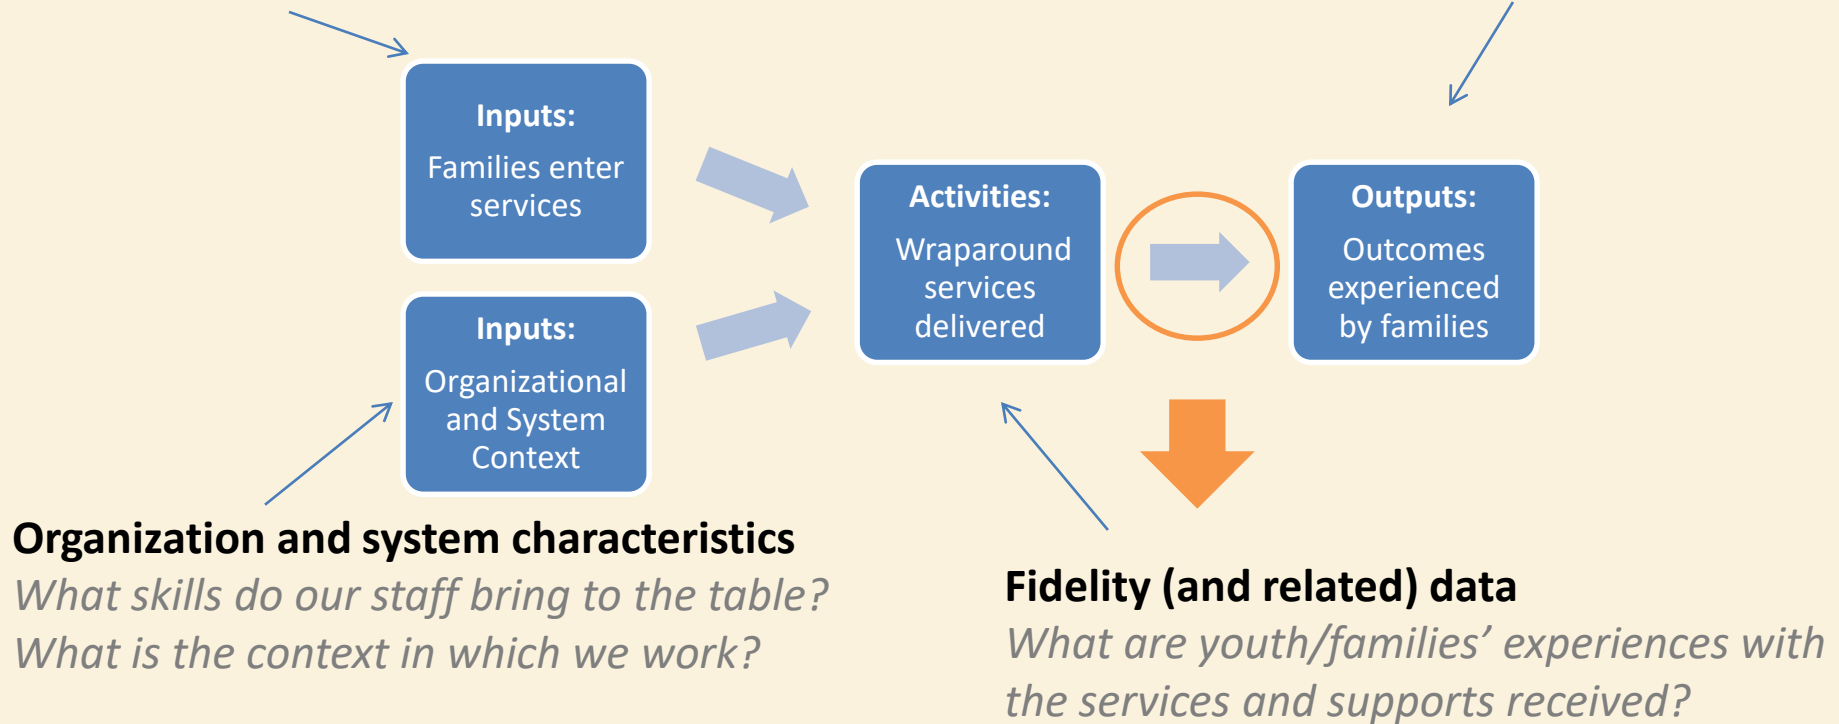 Inputs:
Families enter
services
Inputs:
Organizational
and System
Context
Activities:
Wraparound
services
delivered
Outputs:
Outcomes
experienced
by families
Organization and system characteristics
What skills do our staff bring to the table?
What is the context in which we work?
Fidelity (and related) data
What are youth/families’ experiences with
the services and supports received?